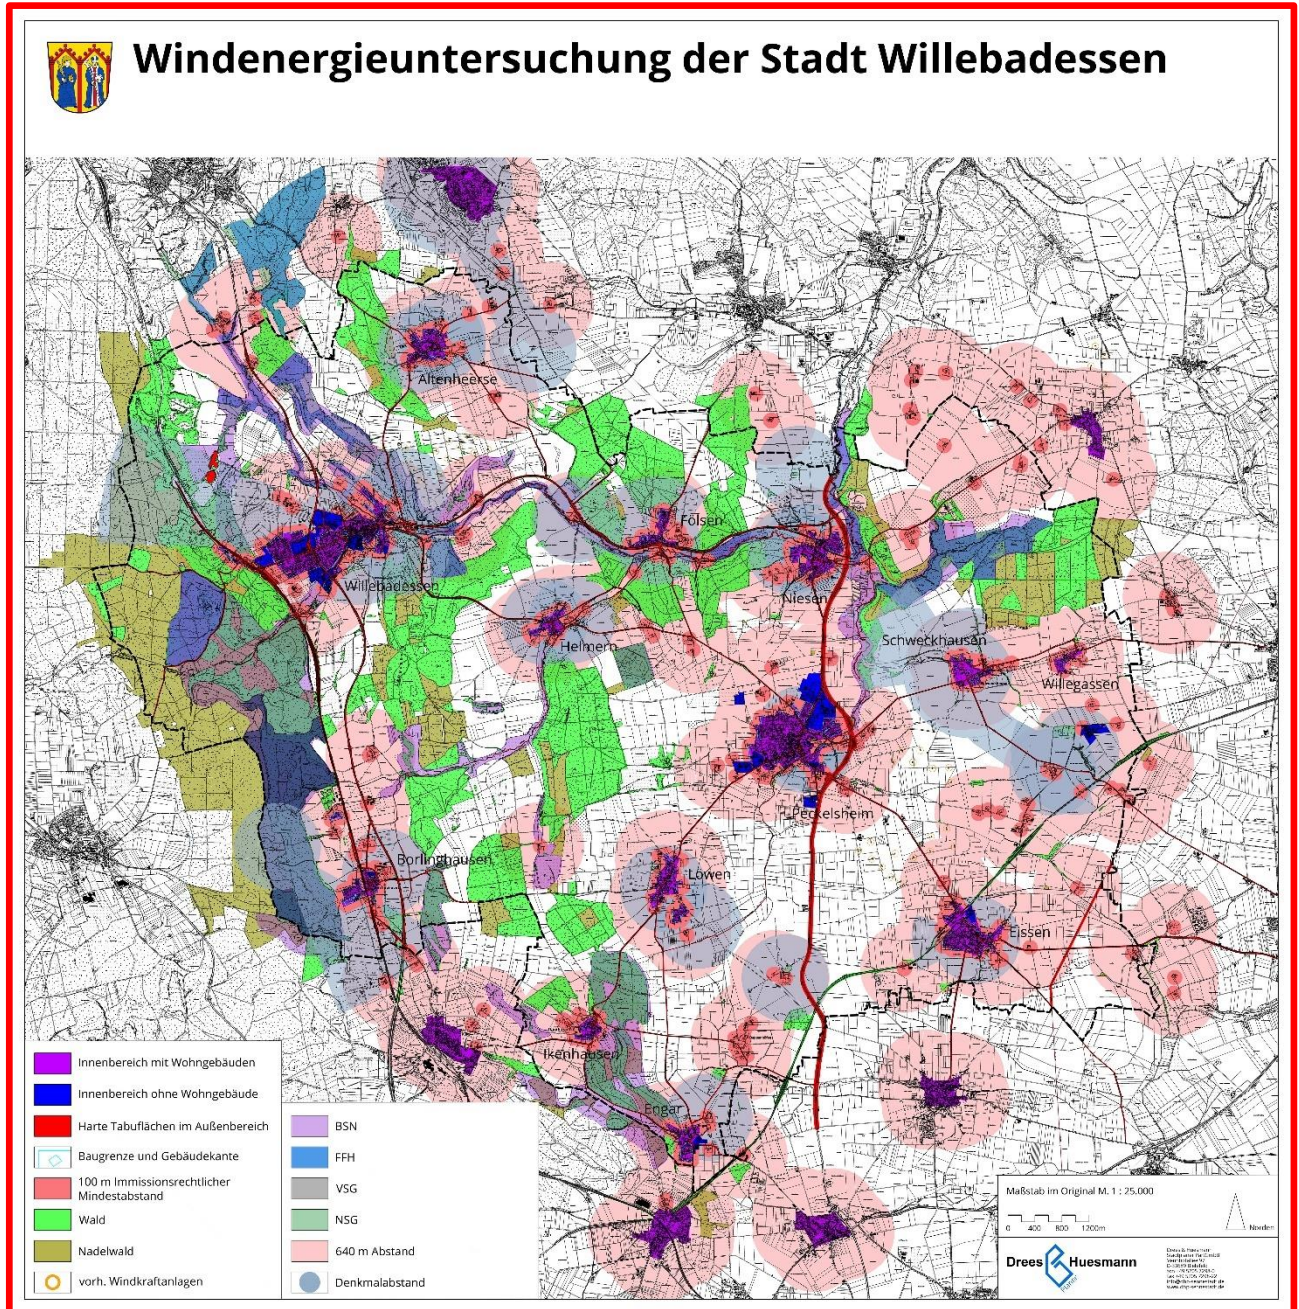 Windenergieuntersuchung der Stadt Willebadessen
Altenheerse
Fölsen
Willebadessen
Niesen
Helmern
Schweckhausen
Willegassen
Peckelsheim
Borlinghausen
Löwen
Eissen
Ikenhausen
Engar
Innenbereich mit Wohngebäuden
Innenbereich ohne Wohngebäude
Harte Tabuflächen im Außenbereich
Baugrenze und Gebäudekante
100 m Immissionsrechtlicher
Mindestabstand
Wald
Nadelwald
vorh. Windkraftanlagen
BSN
FFH
VSG
NSG
640 m Abstand
Denkmalabstand
Maßstab im Original M. 1 : 25.000
0 400 800 1200m
Norden
Drees Huesmann